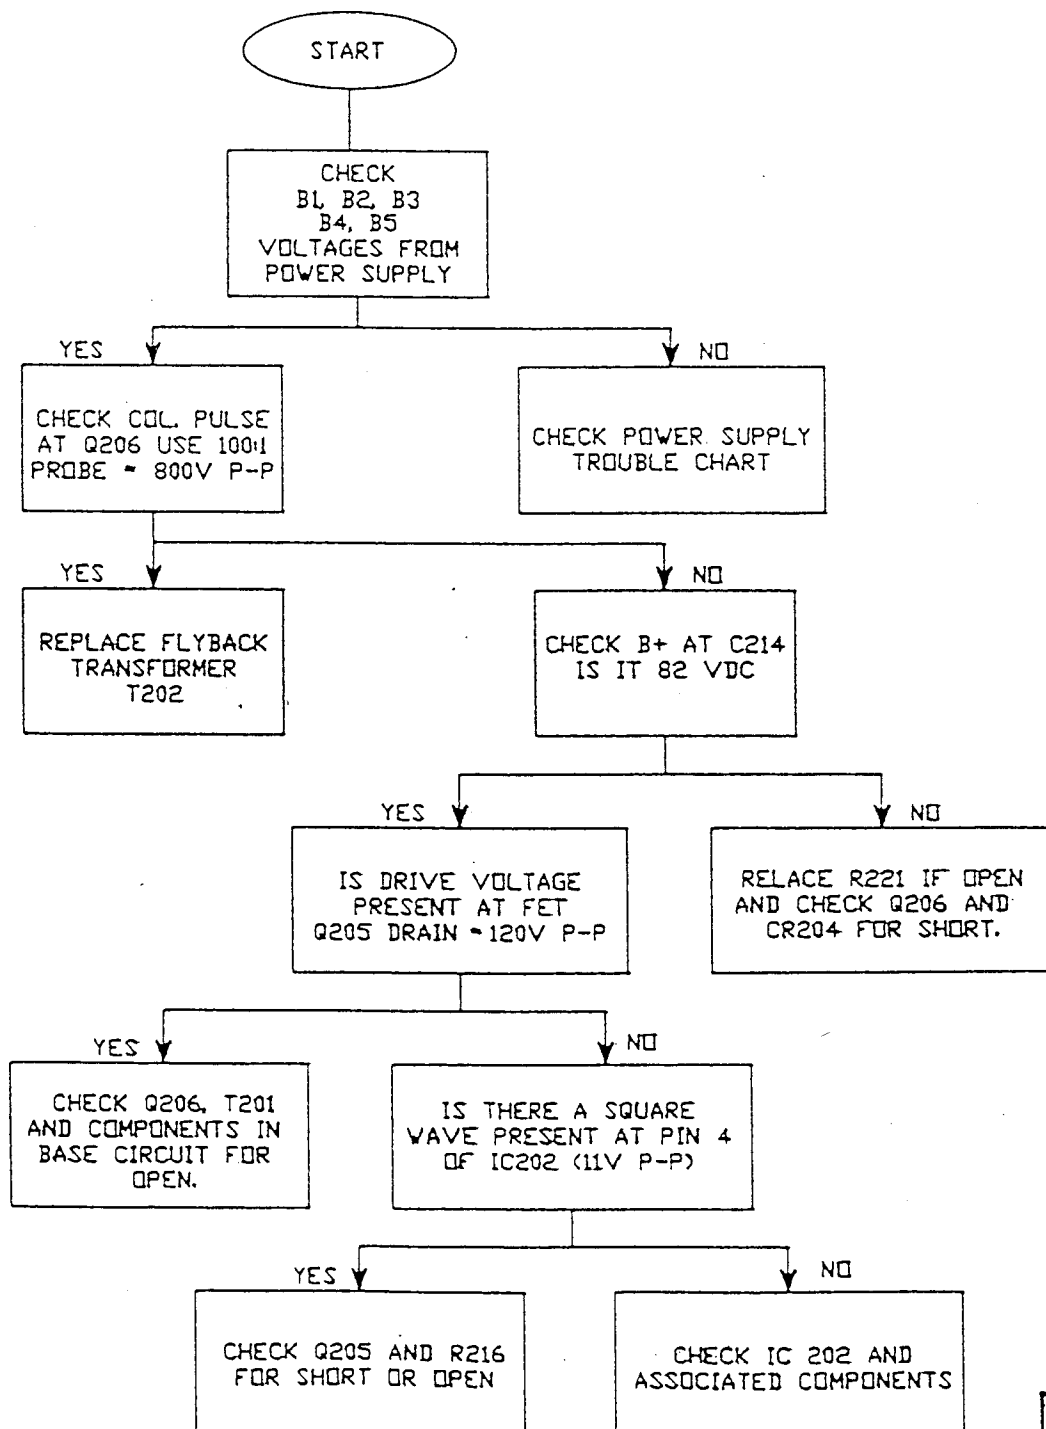 START
CHECK
B1, B2, B3
B4, B5
VOLTAGES FROM
POWER SUPPLY
YES
NO
CHECK COL. PULSE
AT Q206 USE 100:1
PROBE ≈ 800V P-P
CHECK POWER SUPPLY
TROUBLE CHART
YES
NO
REPLACE FLYBACK
TRANSFORMER
T202
CHECK B+ AT C214
IS IT 82 VDC
YES
NO
IS DRIVE VOLTAGE
PRESENT AT FET
Q205 DRAIN ≈ 120V P-P
RELACE R221 IF OPEN
AND CHECK Q206 AND
CR204 FOR SHORT.
YES
NO
CHECK Q206, T201
AND COMPONENTS IN
BASE CIRCUIT FOR
OPEN.
IS THERE A SQUARE
WAVE PRESENT AT PIN 4
OF IC202 (11V P-P)
YES
NO
CHECK Q205 AND R216
FOR SHORT OR OPEN
CHECK IC 202 AND
ASSOCIATED COMPONENTS